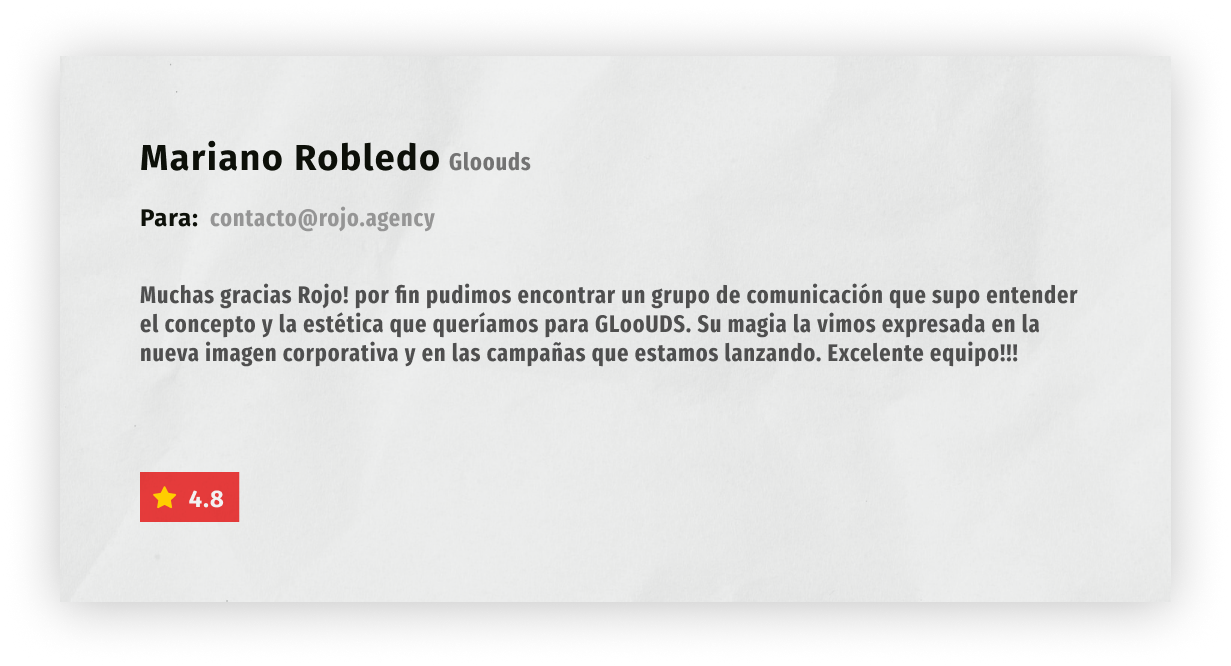 Mariano Robledo Gloouds
Para: contacto@rojo.agency
Muchas gracias Rojo! por fin pudimos encontrar un grupo de comunicación que supo entender
el concepto y la estética que queríamos para GLooUDS. Su magia la vimos expresada en la
nueva imagen corporativa y en las campañas que estamos lanzando. Excelente equipo!!!
4.8